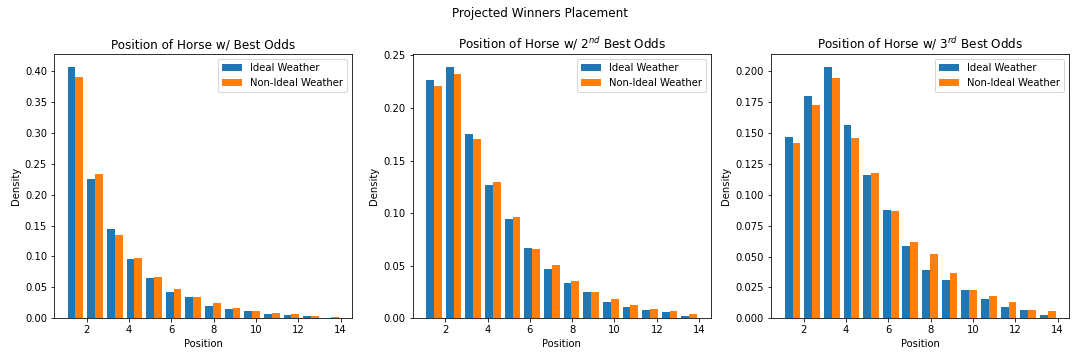 Projected Winners Placement
Position of Horse w/ Best Odds
Ideal Weather
Non-Ideal Weather
0.40
0.35
0.30
0.25
0.20
0.15
0.10
0.05
0.00
Density
2 4 6 8 10 12 14
Position
Position of Horse w/ 2nd Best Odds
Ideal Weather
Non-Ideal Weather
0.25
0.20
0.15
0.10
0.05
0.00
Density
2 4 6 8 10 12 14
Position
Position of Horse w/ 3rd Best Odds
Ideal Weather
Non-Ideal Weather
0.200
0.175
0.150
0.125
0.100
0.075
0.050
0.025
0.000
Density
2 4 6 8 10 12 14
Position